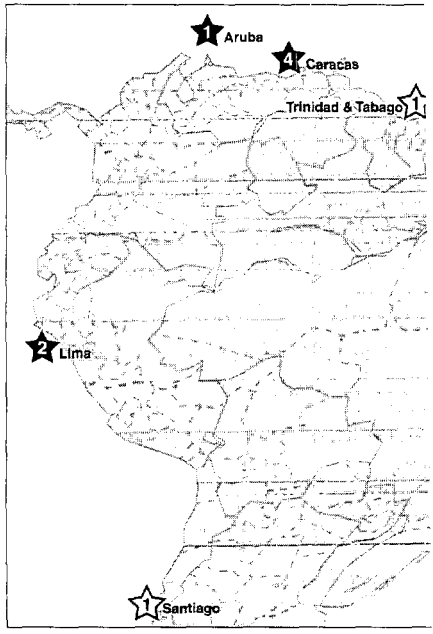 1 Aruba
4 Caracas
Trinidad & Tabago 1
2 Lima
1 Santiago